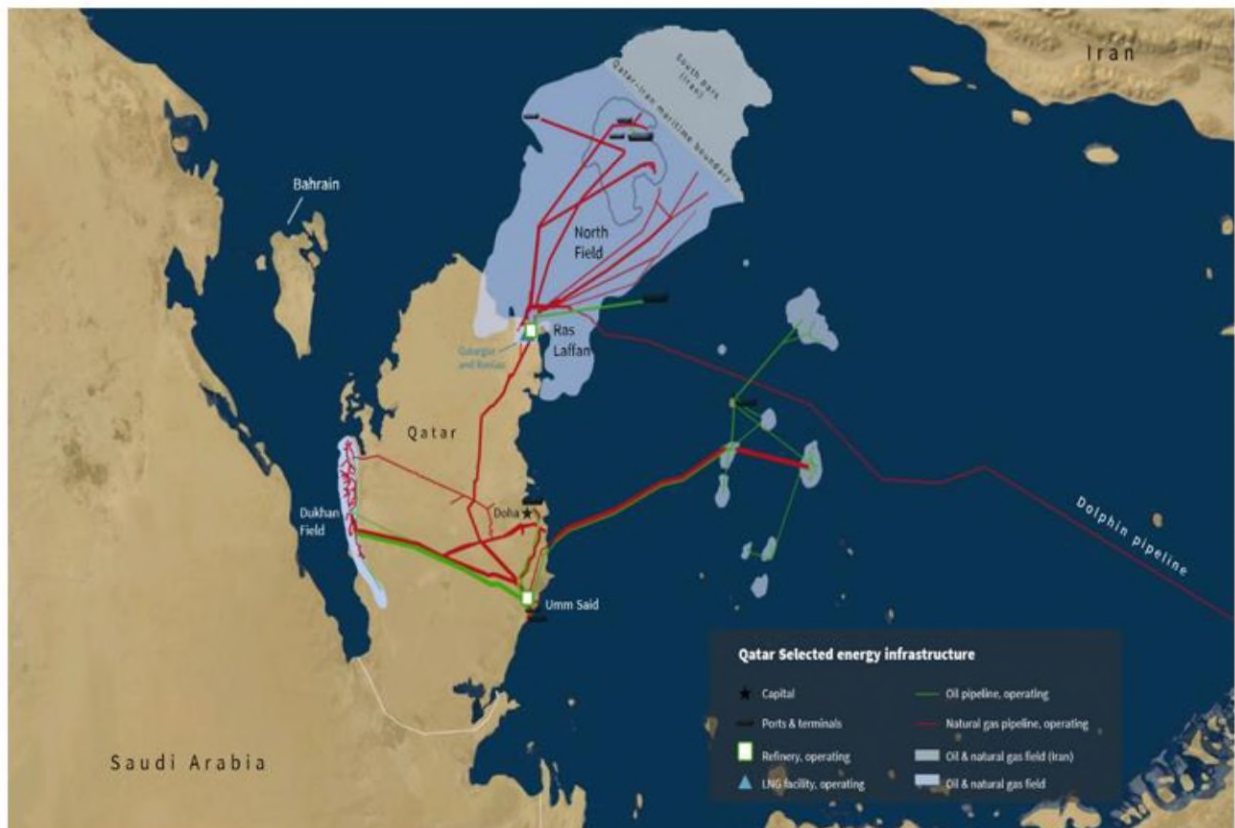 Iran
South pars
(Iran)
Qatar-Iran maritime boundary
Bahrain
North
Field
Ras
Laffan
Qatargas
and RasGas
Qatar
Dukhan
Field
Doha
Umm Said
Dolphin pipeline
Saudi Arabia
Qatar Selected energy infrastructure
Capital
Ports & terminals
Refinery, operating
LNG facility, operating
Oil pipeline, operating
Natural gas pipeline, operating
Oil & natural gas field (Iran)
Oil & natural gas field